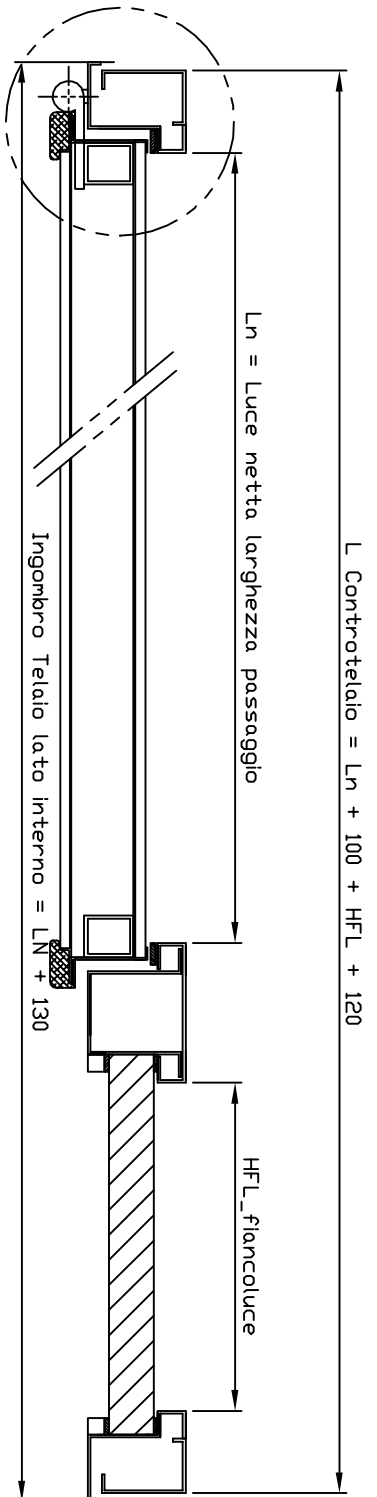 L Controtelaio = Ln + 100 + HFL + 120
Ln = Luce netta larghezza passaggio
HFL_fiancoluce
Ingombro Telaio lato interno = LN + 130